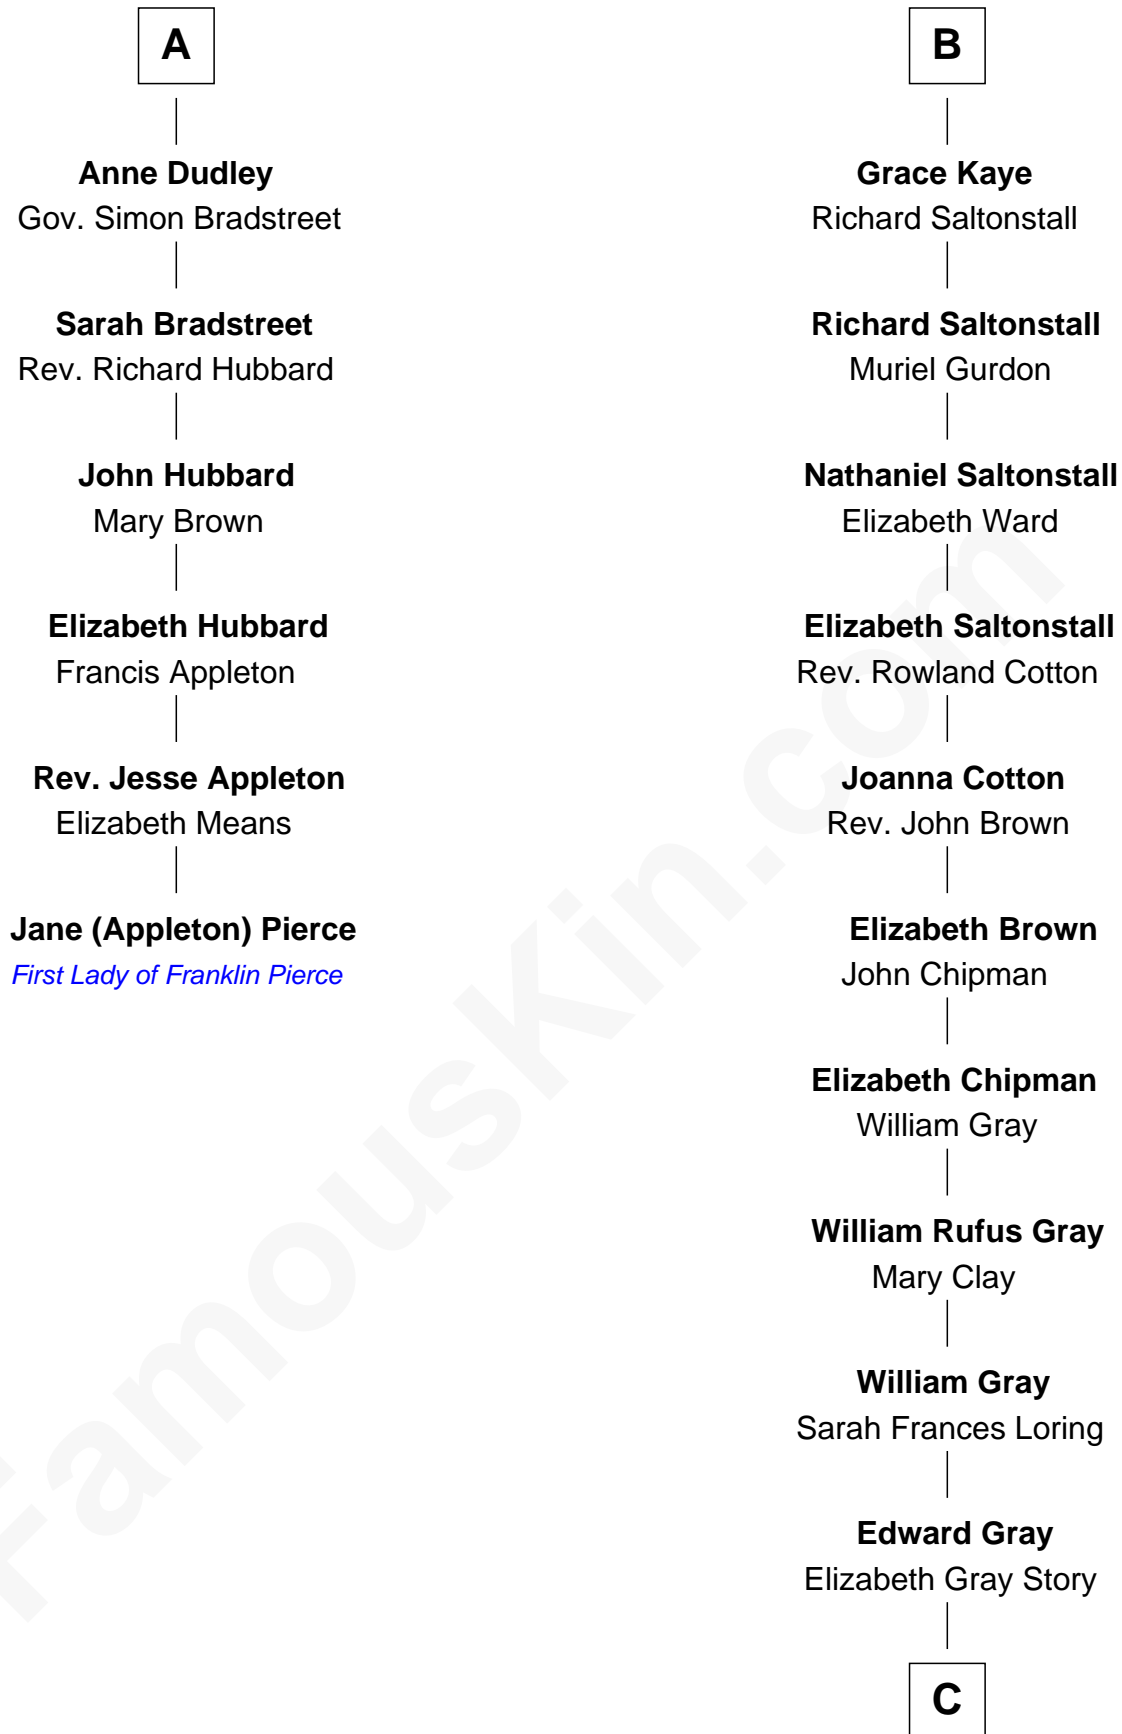 A
Anne Dudley
Gov. Simon Bradstreet
Sarah Bradstreet
Rev. Richard Hubbard
John Hubbard
Mary Brown
Elizabeth Hubbard
Francis Appleton
Rev. Jesse Appleton
Elizabeth Means
Jane (Appleton) Pierce
First Lady of Franklin Pierce
B
Grace Kaye
Richard Saltonstall
Richard Saltonstall
Muriel Gurdon
Nathaniel Saltonstall
Elizabeth Ward
Elizabeth Saltonstall
Rev. Rowland Cotton
Joanna Cotton
Rev. John Brown
Elizabeth Brown
John Chipman
Elizabeth Chipman
William Gray
William Rufus Gray
Mary Clay
William Gray
Sarah Frances Loring
Edward Gray
Elizabeth Gray Story
C
FamousKin.com